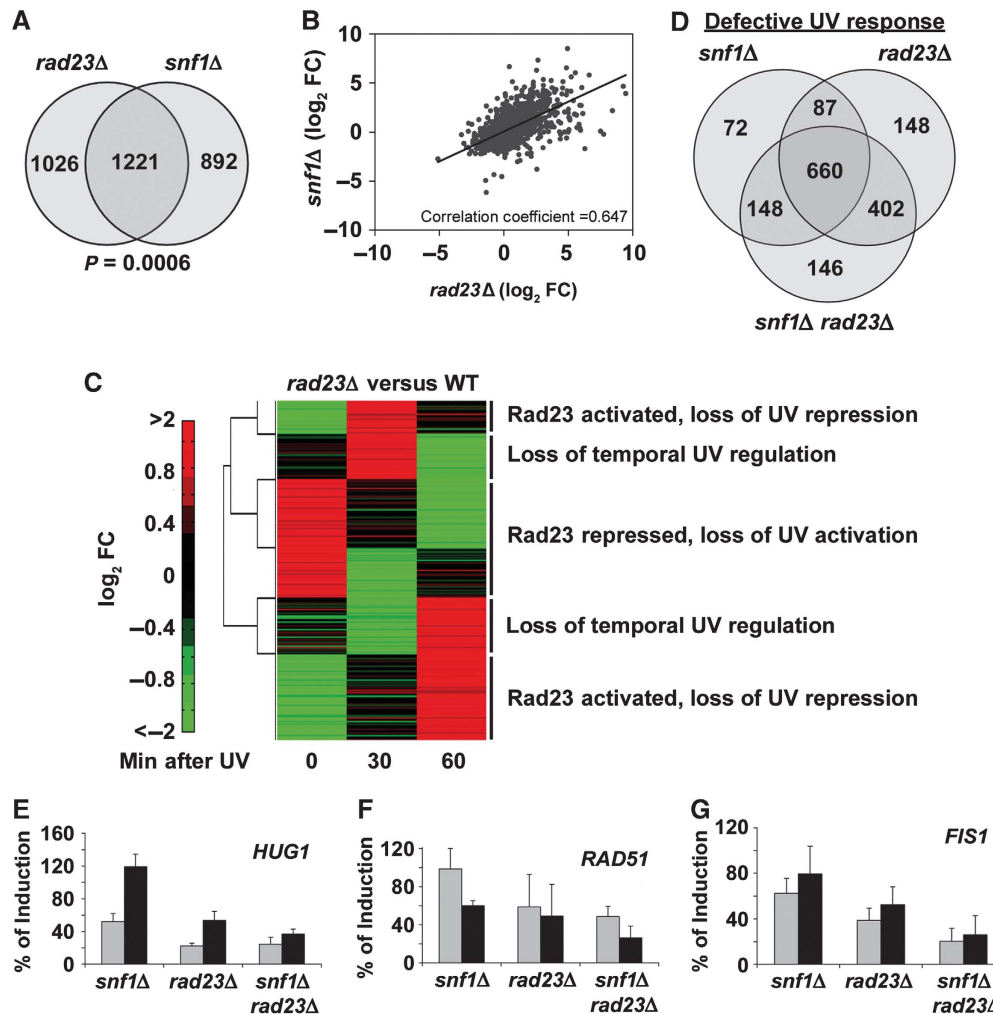 A
rad23Δ snf1Δ
1026 1221 892
P = 0.0006
B
snf1Δ (log2 FC)
10
5
0
–5
–10
Correlation coefficient =0.647
–10 –5 0 5 10
rad23Δ (log2 FC)
D Defective UV response
snf1Δ rad23Δ
87
72 148
660
148 402
146
snf1Δ rad23Δ
C
rad23Δ versus WT
log2 FC
>2
0.8
0.4
0
–0.4
–0.8
<–2
Rad23 activated, loss of UV repression
Loss of temporal UV regulation
Rad23 repressed, loss of UV activation
Loss of temporal UV regulation
Rad23 activated, loss of UV repression
Min after UV 0 30 60
E
% of Induction
160
120
80
40
0
HUG1
snf1Δ rad23Δ snf1Δ
rad23Δ
F
% of Induction
120
80
40
0
RAD51
snf1Δ rad23Δ snf1Δ
rad23Δ
G
% of Induction
120
80
40
0
FIS1
snf1Δ rad23Δ snf1Δ
rad23Δ